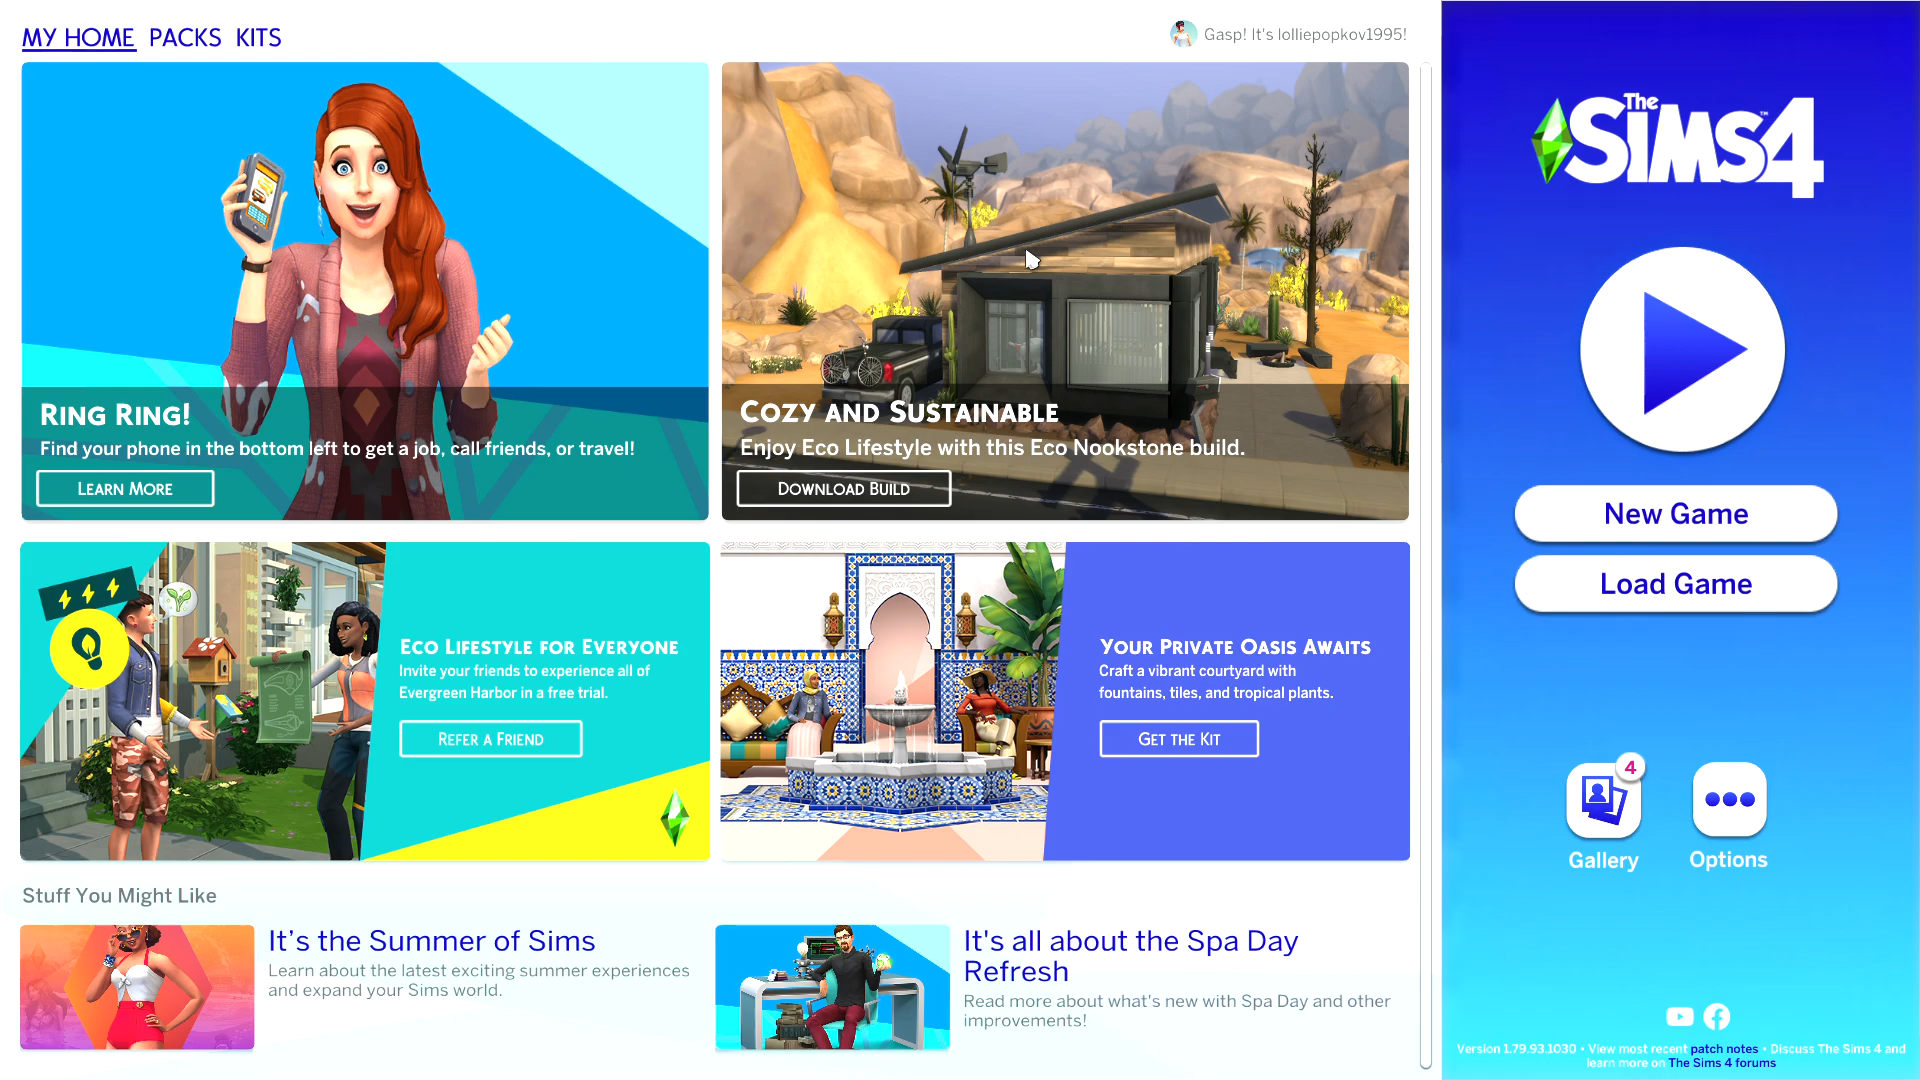 MY HOME PACKS KITS
Gasp! It's lolliepopkov1995!
RING RING!
Find your phone in the bottom left to get a job, call friends, or travel!
LEARN MORE
COZY AND SUSTAINABLE
Enjoy Eco Lifestyle with this Eco Nookstone build.
DOWNLOAD BUILD
ECO LIFESTYLE FOR EVERYONE
Invite your friends to experience all of
Evergreen Harbor in a free trial.
REFER A FRIEND
YOUR PRIVATE OASIS AWAITS
Craft a vibrant courtyard with
fountains, tiles, and tropical plants.
GET THE KIT
Stuff You Might Like
It's the Summer of Sims
Learn about the latest exciting summer experiences
and expand your Sims world.
It's all about the Spa Day
Refresh
Read more about what's new with Spa Day and other
improvements!
The
SiMS4
™
New Game
Load Game
4
Gallery
Options
Version 1.79.93.1030 • View most recent patch notes • Discuss The Sims 4 and
learn more on The Sims 4 forums